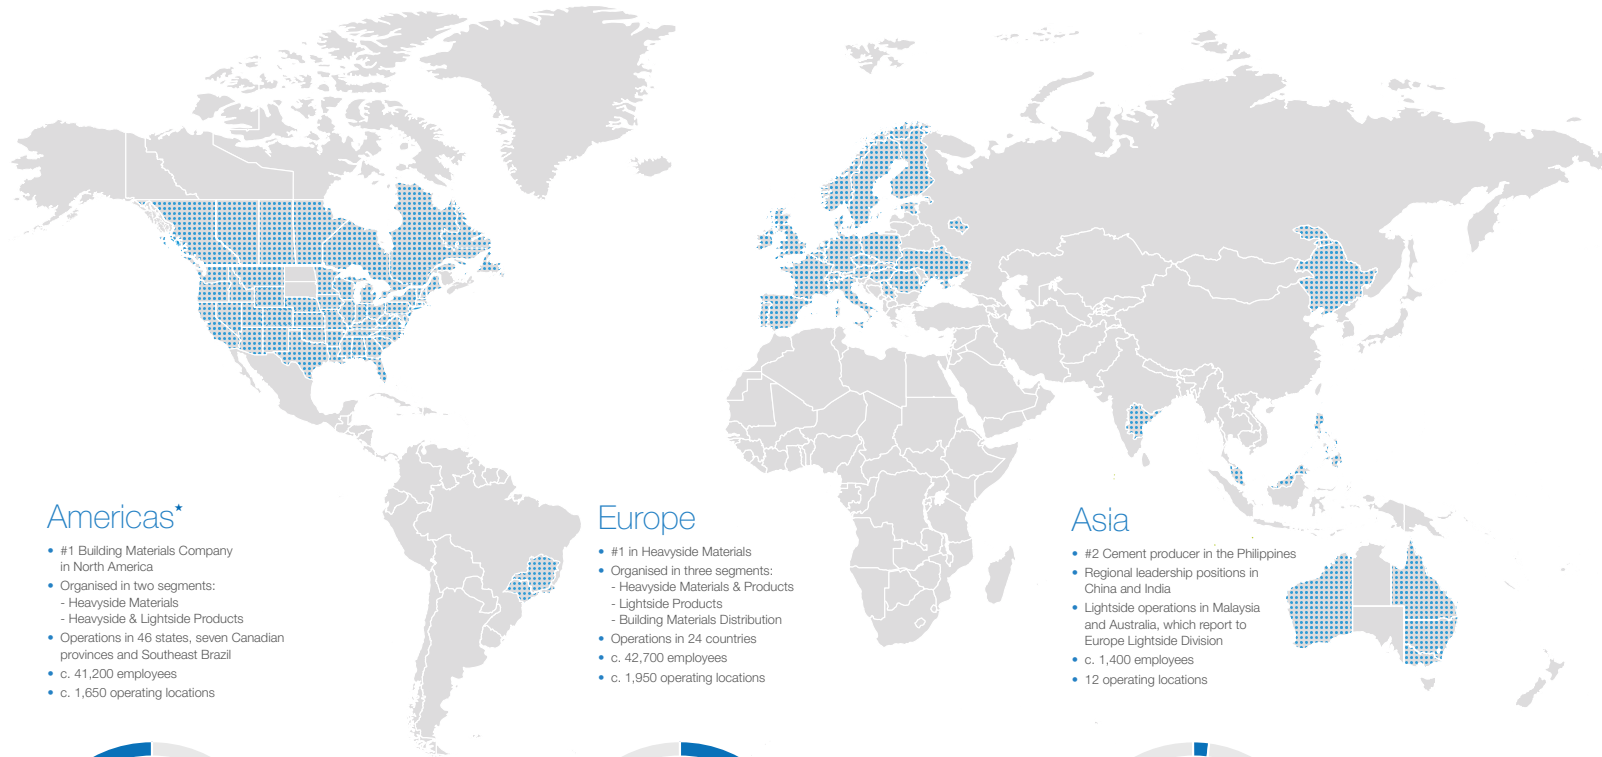 Americas*
• #1 Building Materials Company
in North America
• Organised in two segments:
- Heavyside Materials
- Heavyside & Lightside Products
• Operations in 46 states, seven Canadian
provinces and Southeast Brazil
• c. 41,200 employees
• c. 1,650 operating locations
Europe
• #1 in Heavyside Materials
• Organised in three segments:
- Heavyside Materials & Products
- Lightside Products
- Building Materials Distribution
• Operations in 24 countries
• c. 42,700 employees
• c. 1,950 operating locations
Asia
• #2 Cement producer in the Philippines
• Regional leadership positions in
China and India
• Lightside operations in Malaysia
and Australia, which report to
Europe Lightside Division
• c. 1,400 employees
• 12 operating locations